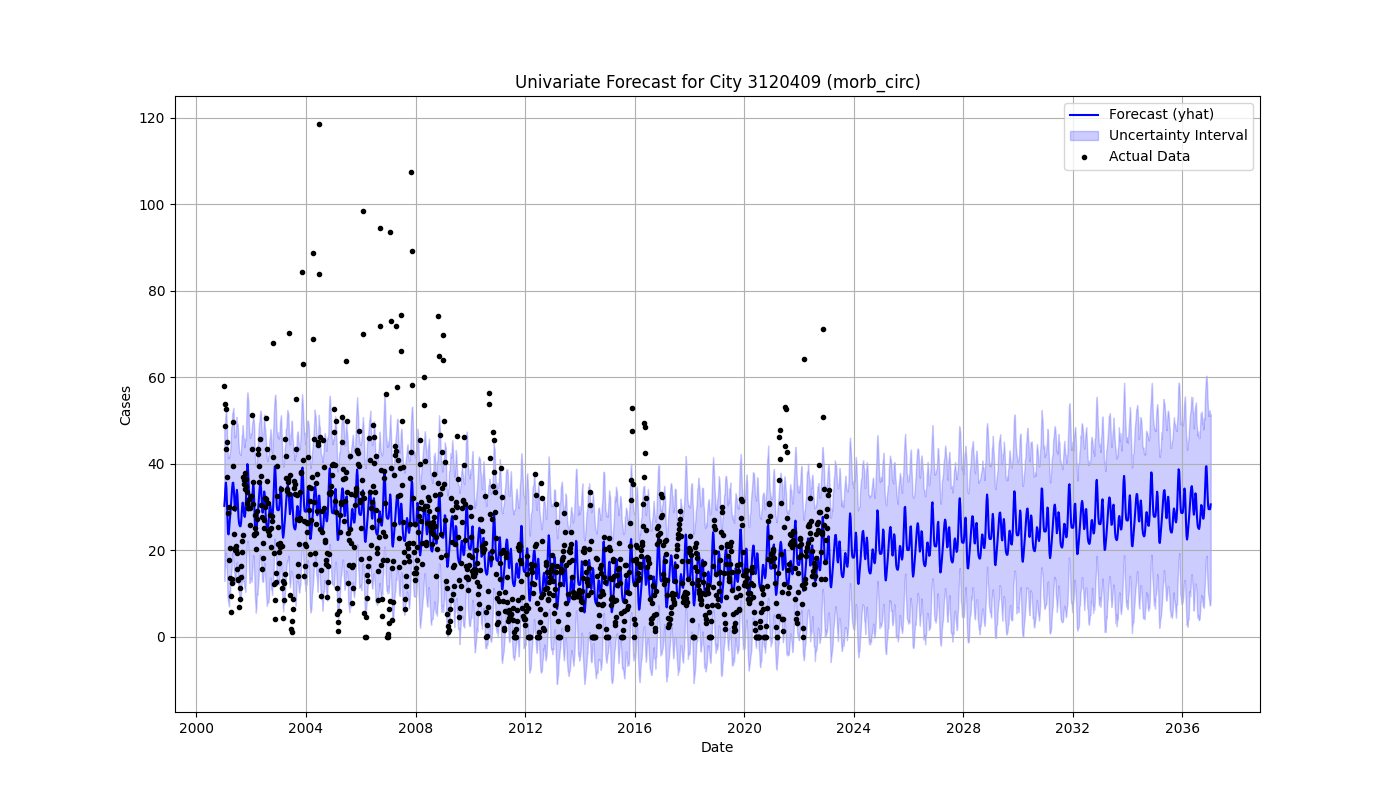 Univariate Forecast for City 3120409 (morb_circ)
Forecast (yhat)
Uncertainty Interval
Actual Data
Cases
120
100
80
60
40
20
0
2000 2004 2008 2012 2016 2020 2024 2028 2032 2036
Date